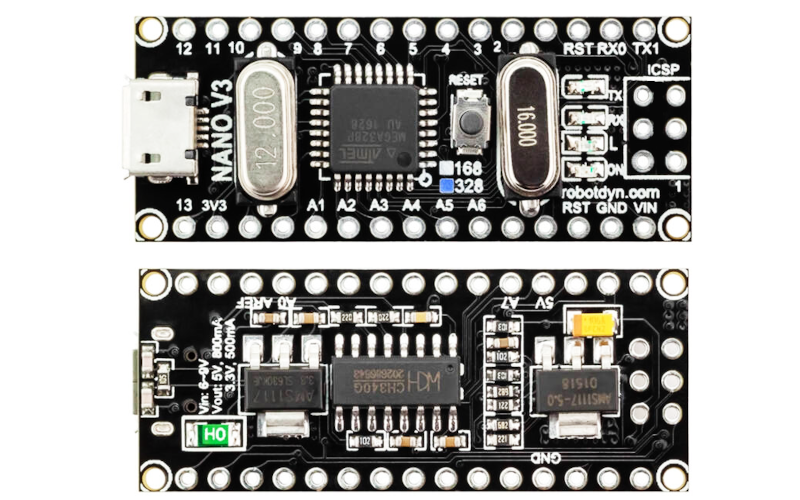 12 11 10 9 8 7 6 5 4 3 2 RST RX0 TX1
RESET
ICSP
NANO V3
12.000
MEGA328P
AU 1628
ATMEL
16.000
TX
RX
L
ON
168
328
1
robotdyn.com
13 3V3 A1 A2 A3 A4 A5 A6 RST GND VIN
AREF A0 A7 5V
Vin: 6-9V
Vout: 5V, 800mA
3,3V, 500mA
AMS1117
WCH
CH340G
AMS1117-5.0
D1518
H0
102
GND